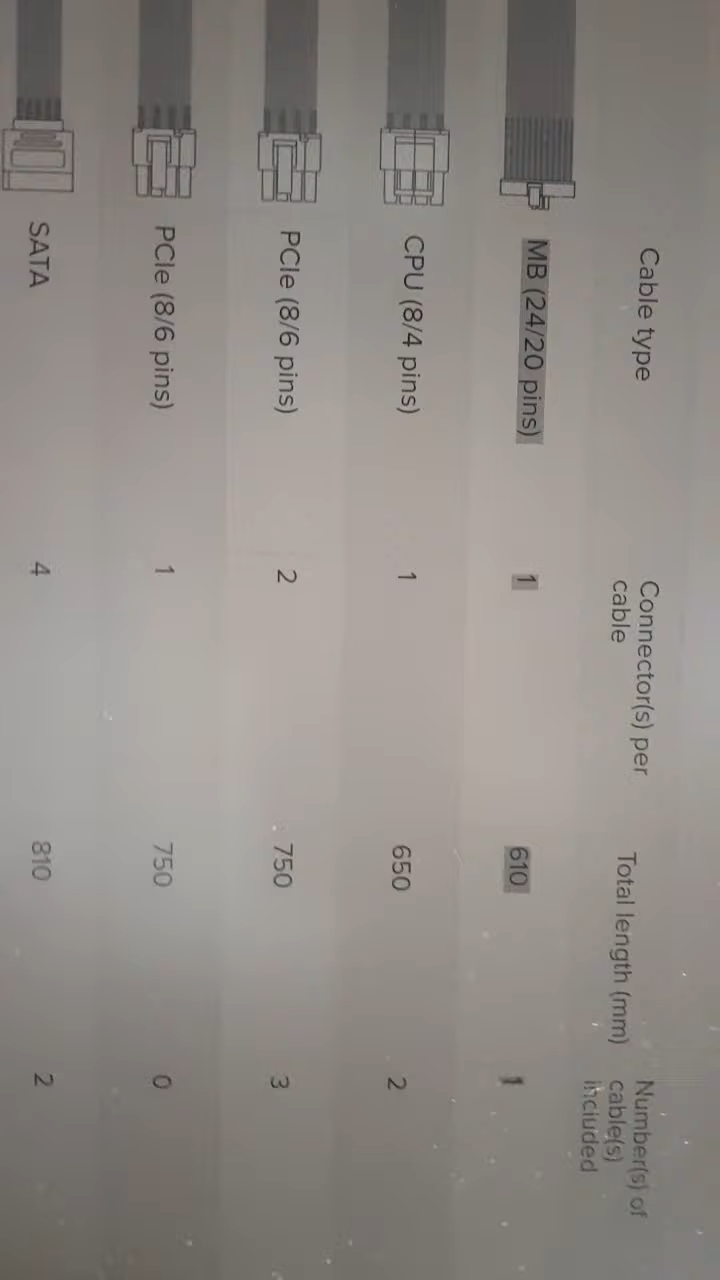 Cable type Connector(s) per cable Total length (mm) Number(s) of cable(s) included
MB (24/20 pins) 1 610 1
CPU (8/4 pins) 1 650 2
PCIe (8/6 pins) 2 750 3
PCIe (8/6 pins) 1 750 0
SATA 4 810 2